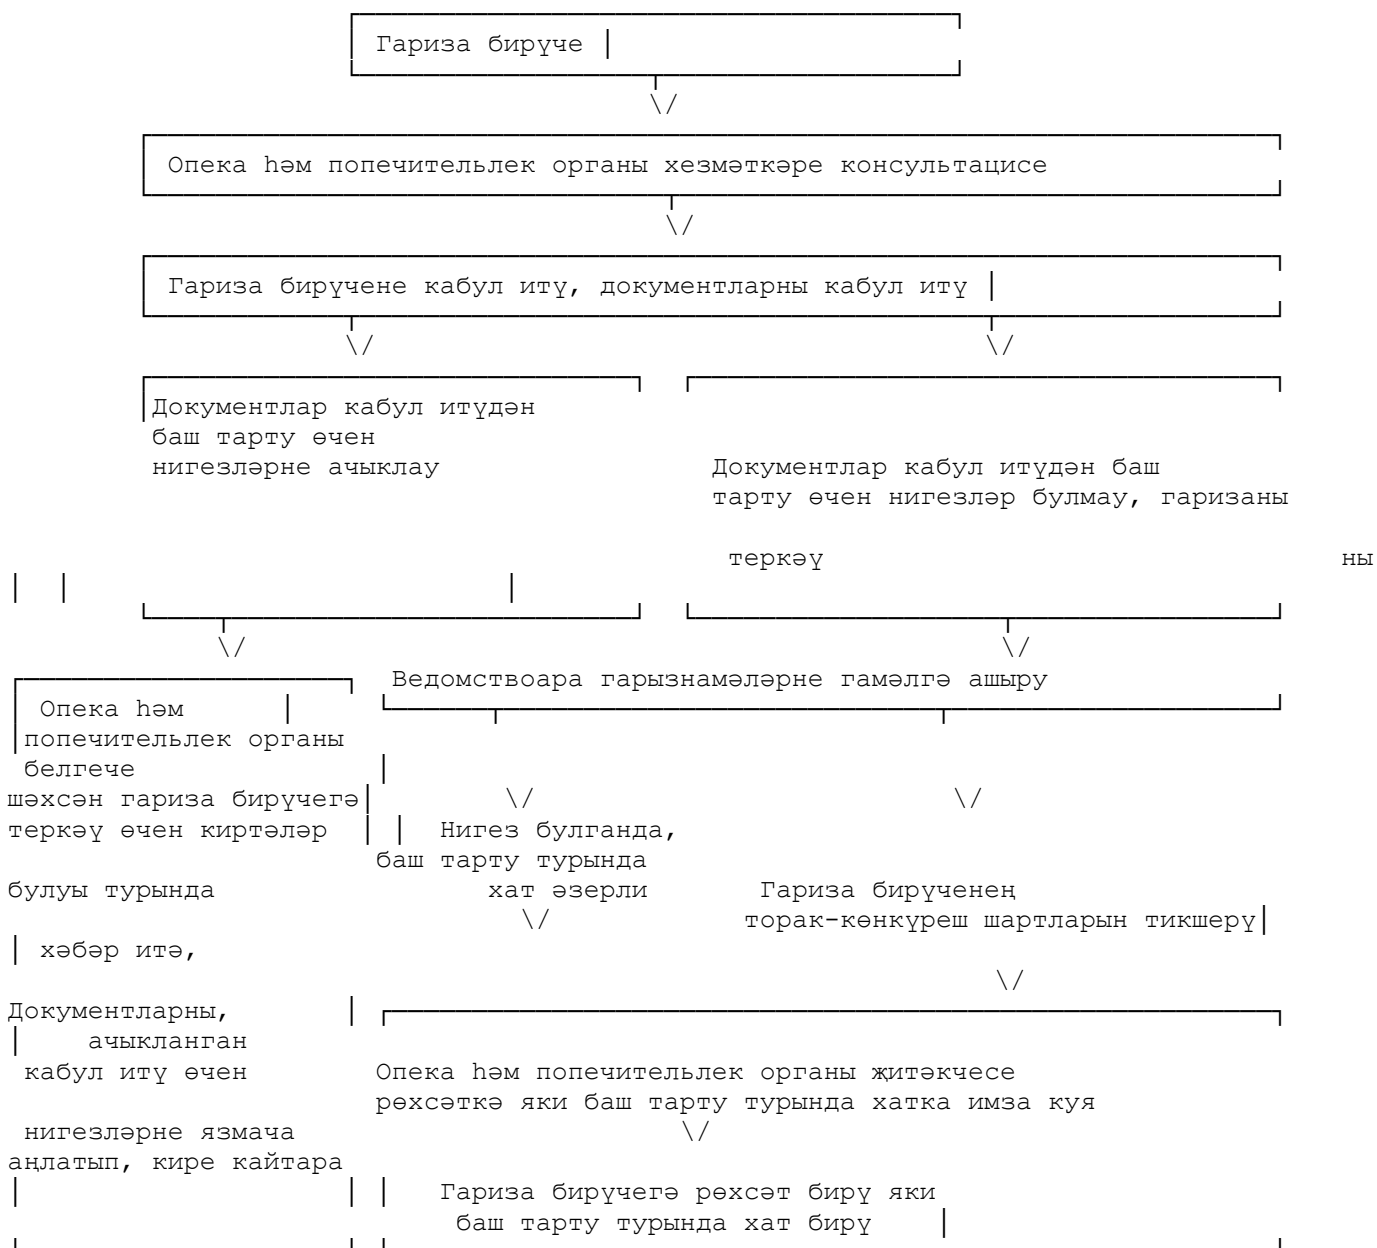 Гариза бирүче
\/
Опека һәм попечительлек органы хезмәткәре консультацисе
\/
Гариза бирүчене кабул итү, документларны кабул итү
\/ \/
Документлар кабул итүдән
баш тарту өчен
нигезләрне ачыклау Документлар кабул итүдән баш
тарту өчен нигезләр булмау, гаризаны
теркәү ны
\/ \/
Ведомствоара гарызнамәләрне гамәлгә ашыру
Опека һәм
попечительлек органы
белгече
шәхсән гариза бирүчегә \/ \/
теркәү өчен киртәләр Нигез булганда,
баш тарту турында
булуы турында хат әзерли Гариза бирүченең
\/ торак-көнкүреш шартларын тикшерү
хәбәр итә,
\/
Документларны,
ачыкланган
кабул итү өчен Опека һәм попечительлек органы җитәкчесе
рөхсәткә яки баш тарту турында хатка имза куя
нигезләрне язмача \/
аңлатып, кире кайтара
Гариза бирүчегә рөхсәт бирү яки
баш тарту турында хат бирү